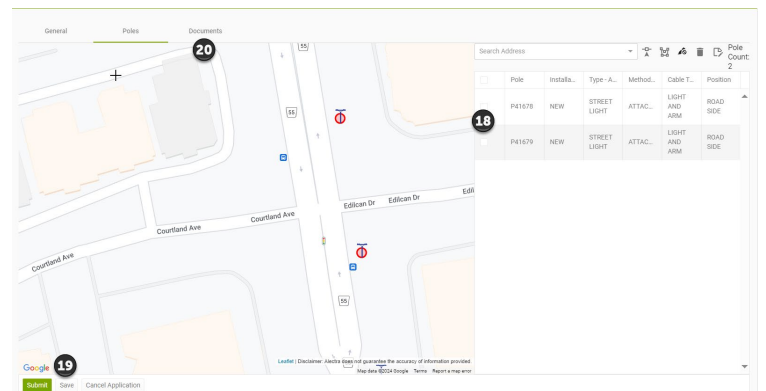 General
Poles
Documents
20
Search Address
Pole
Count:
2
Pole
Installa...
Type - A...
Method...
Cable T...
Position
P41678
NEW
STREET
LIGHT
ATTAC...
LIGHT
AND
ARM
ROAD
SIDE
18
P41679
NEW
STREET
LIGHT
ATTAC...
LIGHT
AND
ARM
ROAD
SIDE
55
55
Edilcan Dr
Edilcan Dr
Edil
Courtland Ave
Courtland Ave
Courtland Ave
55
Leaflet | Disclaimer: Alectra does not guarantee the accuracy of information provided.
Google
Map data ©2024 Google
Terms
Report a map error
19
Submit
Save
Cancel Application